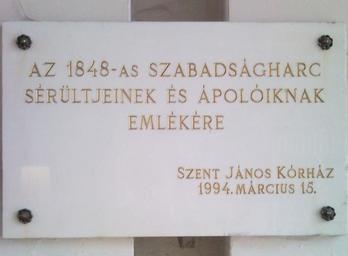 AZ 1848-AS SZABADSÁGHARC
SÉRÜLTJEINEK ÉS ÁPOLÓIKNAK
EMLÉKÉRE
SZENT JÁNOS KÓRHÁZ
1994. MÁRCIUS 15.